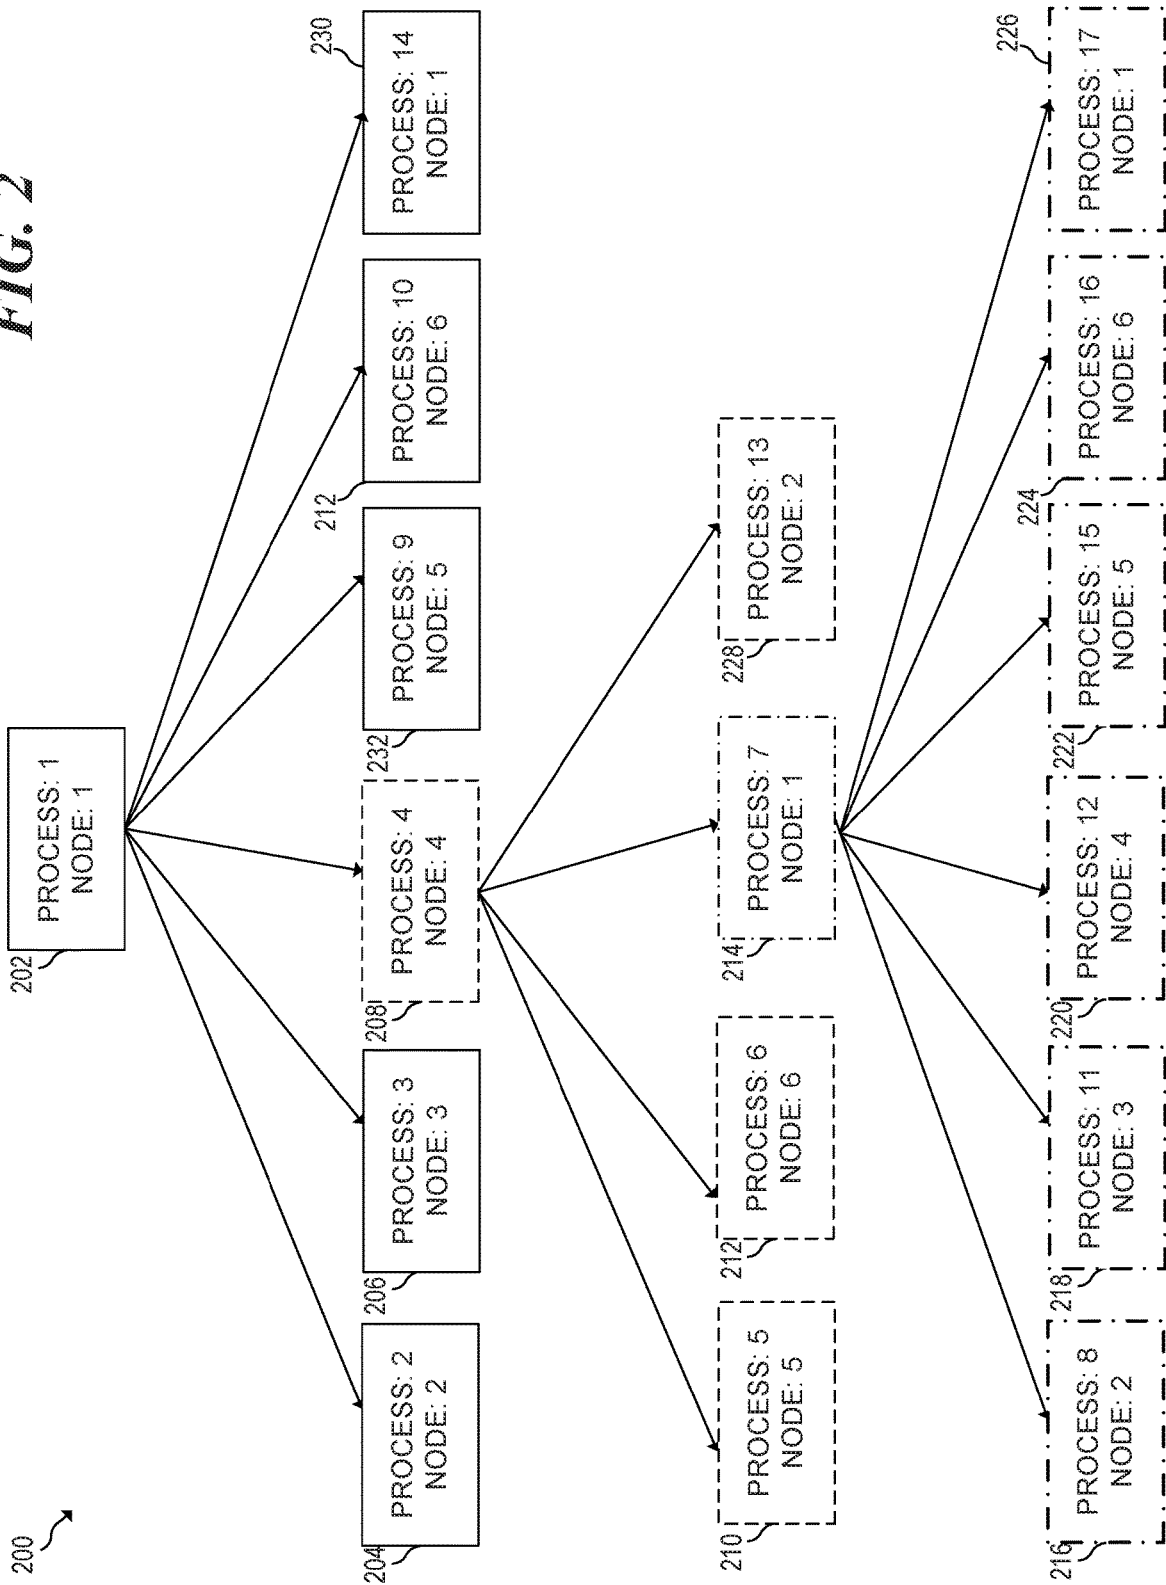 FIG. 2
200
202
PROCESS: 1
NODE: 1
204
PROCESS: 2
NODE: 2
206
PROCESS: 3
NODE: 3
208
PROCESS: 4
NODE: 4
232
PROCESS: 9
NODE: 5
212
PROCESS: 10
NODE: 6
230
PROCESS: 14
NODE: 1
210
PROCESS: 5
NODE: 5
212
PROCESS: 6
NODE: 6
214
PROCESS: 7
NODE: 1
228
PROCESS: 13
NODE: 2
216
PROCESS: 8
NODE: 2
218
PROCESS: 11
NODE: 3
220
PROCESS: 12
NODE: 4
222
PROCESS: 15
NODE: 5
224
PROCESS: 16
NODE: 6
226
PROCESS: 17
NODE: 1